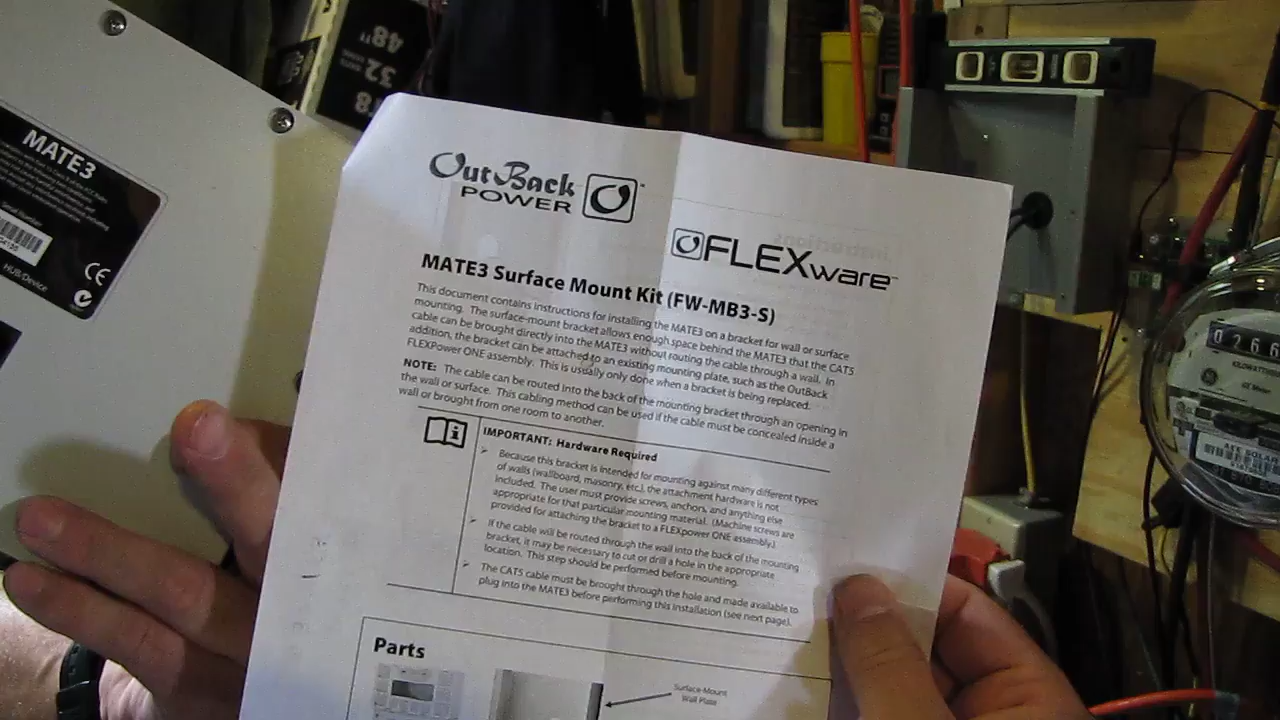 48"
32
8
MATE3
Serial Number
HUB/Device
CE
OutBack
POWER
FLEXware™
MATE3 Surface Mount Kit (FW-MB3-S)
This document contains instructions for installing the MATE3 on a bracket for wall or surface
mounting. The surface-mount bracket allows enough space behind the MATE3 that the CAT5
cable can be brought directly into the MATE3 without routing the cable through a wall. In
addition, the bracket can be attached to an existing mounting plate, such as the OutBack
FLEXPower ONE assembly. This is usually only done when a bracket is being replaced.
NOTE: The cable can be routed into the back of the mounting bracket through an opening in
the wall or surface. This cabling method can be used if the cable must be concealed inside a
wall or brought from one room to another.
IMPORTANT: Hardware Required
➢ Because this bracket is intended for mounting against many different types
of walls (wallboard, masonry, etc.), the attachment hardware is not
included. The user must provide screws, anchors, and anything else
appropriate for that particular mounting material. (Machine screws are
provided for attaching the bracket to a FLEXpower ONE assembly.)
➢ If the cable will be routed through the wall into the back of the mounting
bracket, it may be necessary to cut or drill a hole in the appropriate
location. This step should be performed before mounting.
➢ The CAT5 cable must be brought through the hole and made available to
plug into the MATE3 before performing this installation (see next page).
Parts
Surface-Mount
Wall Plate
0266
KILOWATTHOURS
AEE SOLAR